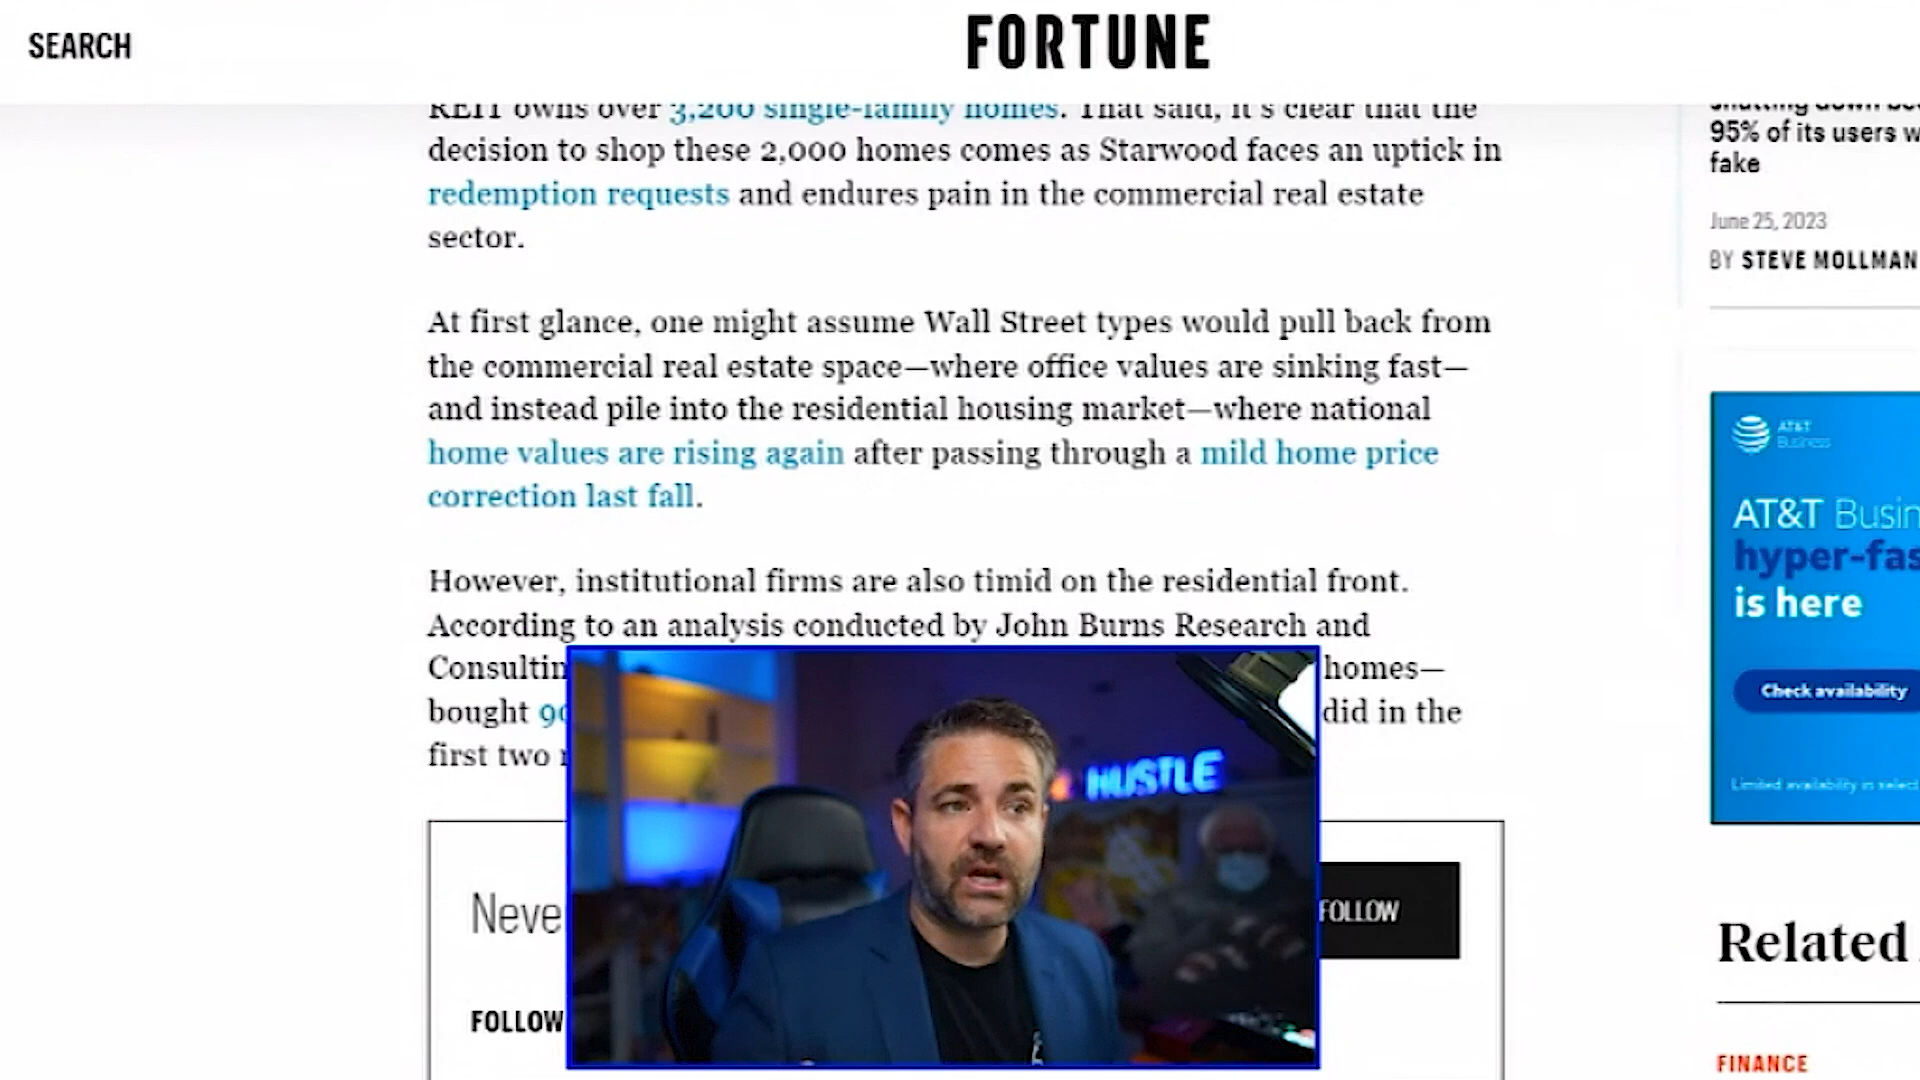 SEARCH
FORTUNE
REIT owns over 3,200 single-family homes. That said, it's clear that the
decision to shop these 2,000 homes comes as Starwood faces an uptick in
redemption requests and endures pain in the commercial real estate
sector.
At first glance, one might assume Wall Street types would pull back from
the commercial real estate space—where office values are sinking fast—
and instead pile into the residential housing market—where national
home values are rising again after passing through a mild home price
correction last fall.
However, institutional firms are also timid on the residential front.
According to an analysis conducted by John Burns Research and
Consultin homes—
bought 90 did in the
first two
Neve
FOLLOW
FOLLOW
HUSTLE
shutting down
95% of its users w
fake
June 25, 2023
BY STEVE MOLLMAN
AT&T
Business
AT&T Busin
hyper-fas
is here
Check availability
Limited availability in select
Related
FINANCE